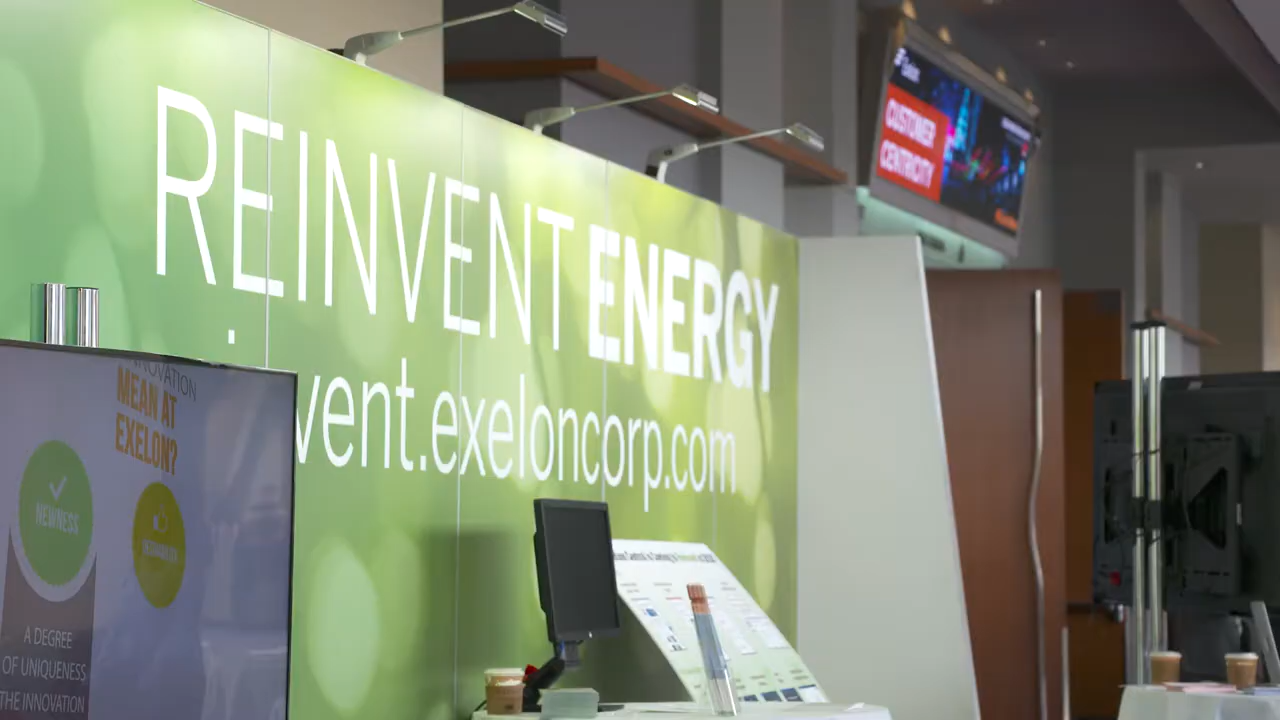 REINVENT ENERGY
vent.exeloncorp.com
CUSTOMER
CENTRICITY
INNOVATION
MEAN AT
EXELON?
NEWNESS
A DEGREE
OF UNIQUENESS
THE INNOVATION